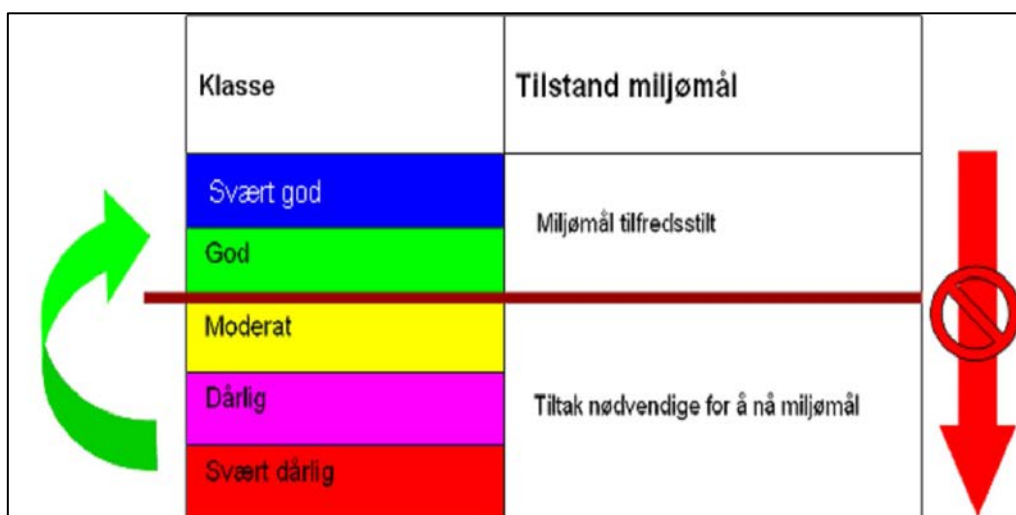 Klasse
Tilstand miljømål
Svært god
Miljømål tilfredsstilt
God
Moderat
Dårlig
Tiltak nødvendige for å nå miljømål
Svært dårlig